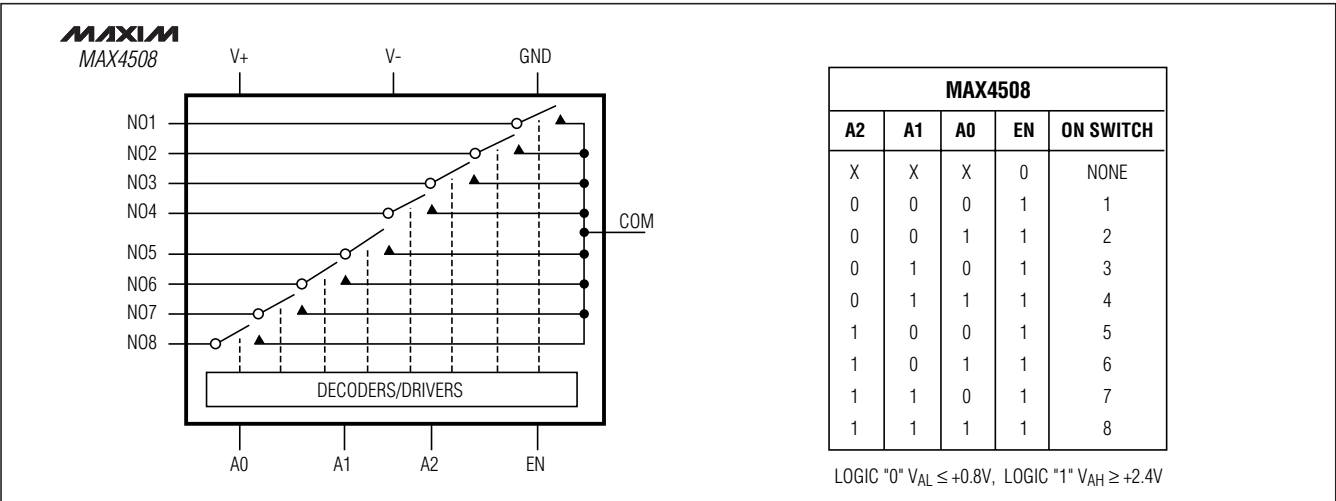 MAXIM
MAX4508
V+ V- GND
NO1
NO2
NO3
NO4
COM
NO5
NO6
NO7
NO8
DECODERS/DRIVERS
A0 A1 A2 EN
MAX4508
A2 A1 A0 EN ON SWITCH
X X X 0 NONE
0 0 0 1 1
0 0 1 1 2
0 1 0 1 3
0 1 1 1 4
1 0 0 1 5
1 0 1 1 6
1 1 0 1 7
1 1 1 1 8
LOGIC "0" VAL ≤ +0.8V, LOGIC "1" VAH ≥ +2.4V